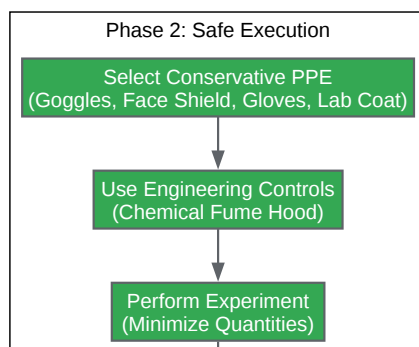 Phase 2: Safe Execution
Select Conservative PPE
(Goggles, Face Shield, Gloves, Lab Coat)
Use Engineering Controls
(Chemical Fume Hood)
Perform Experiment
(Minimize Quantities)